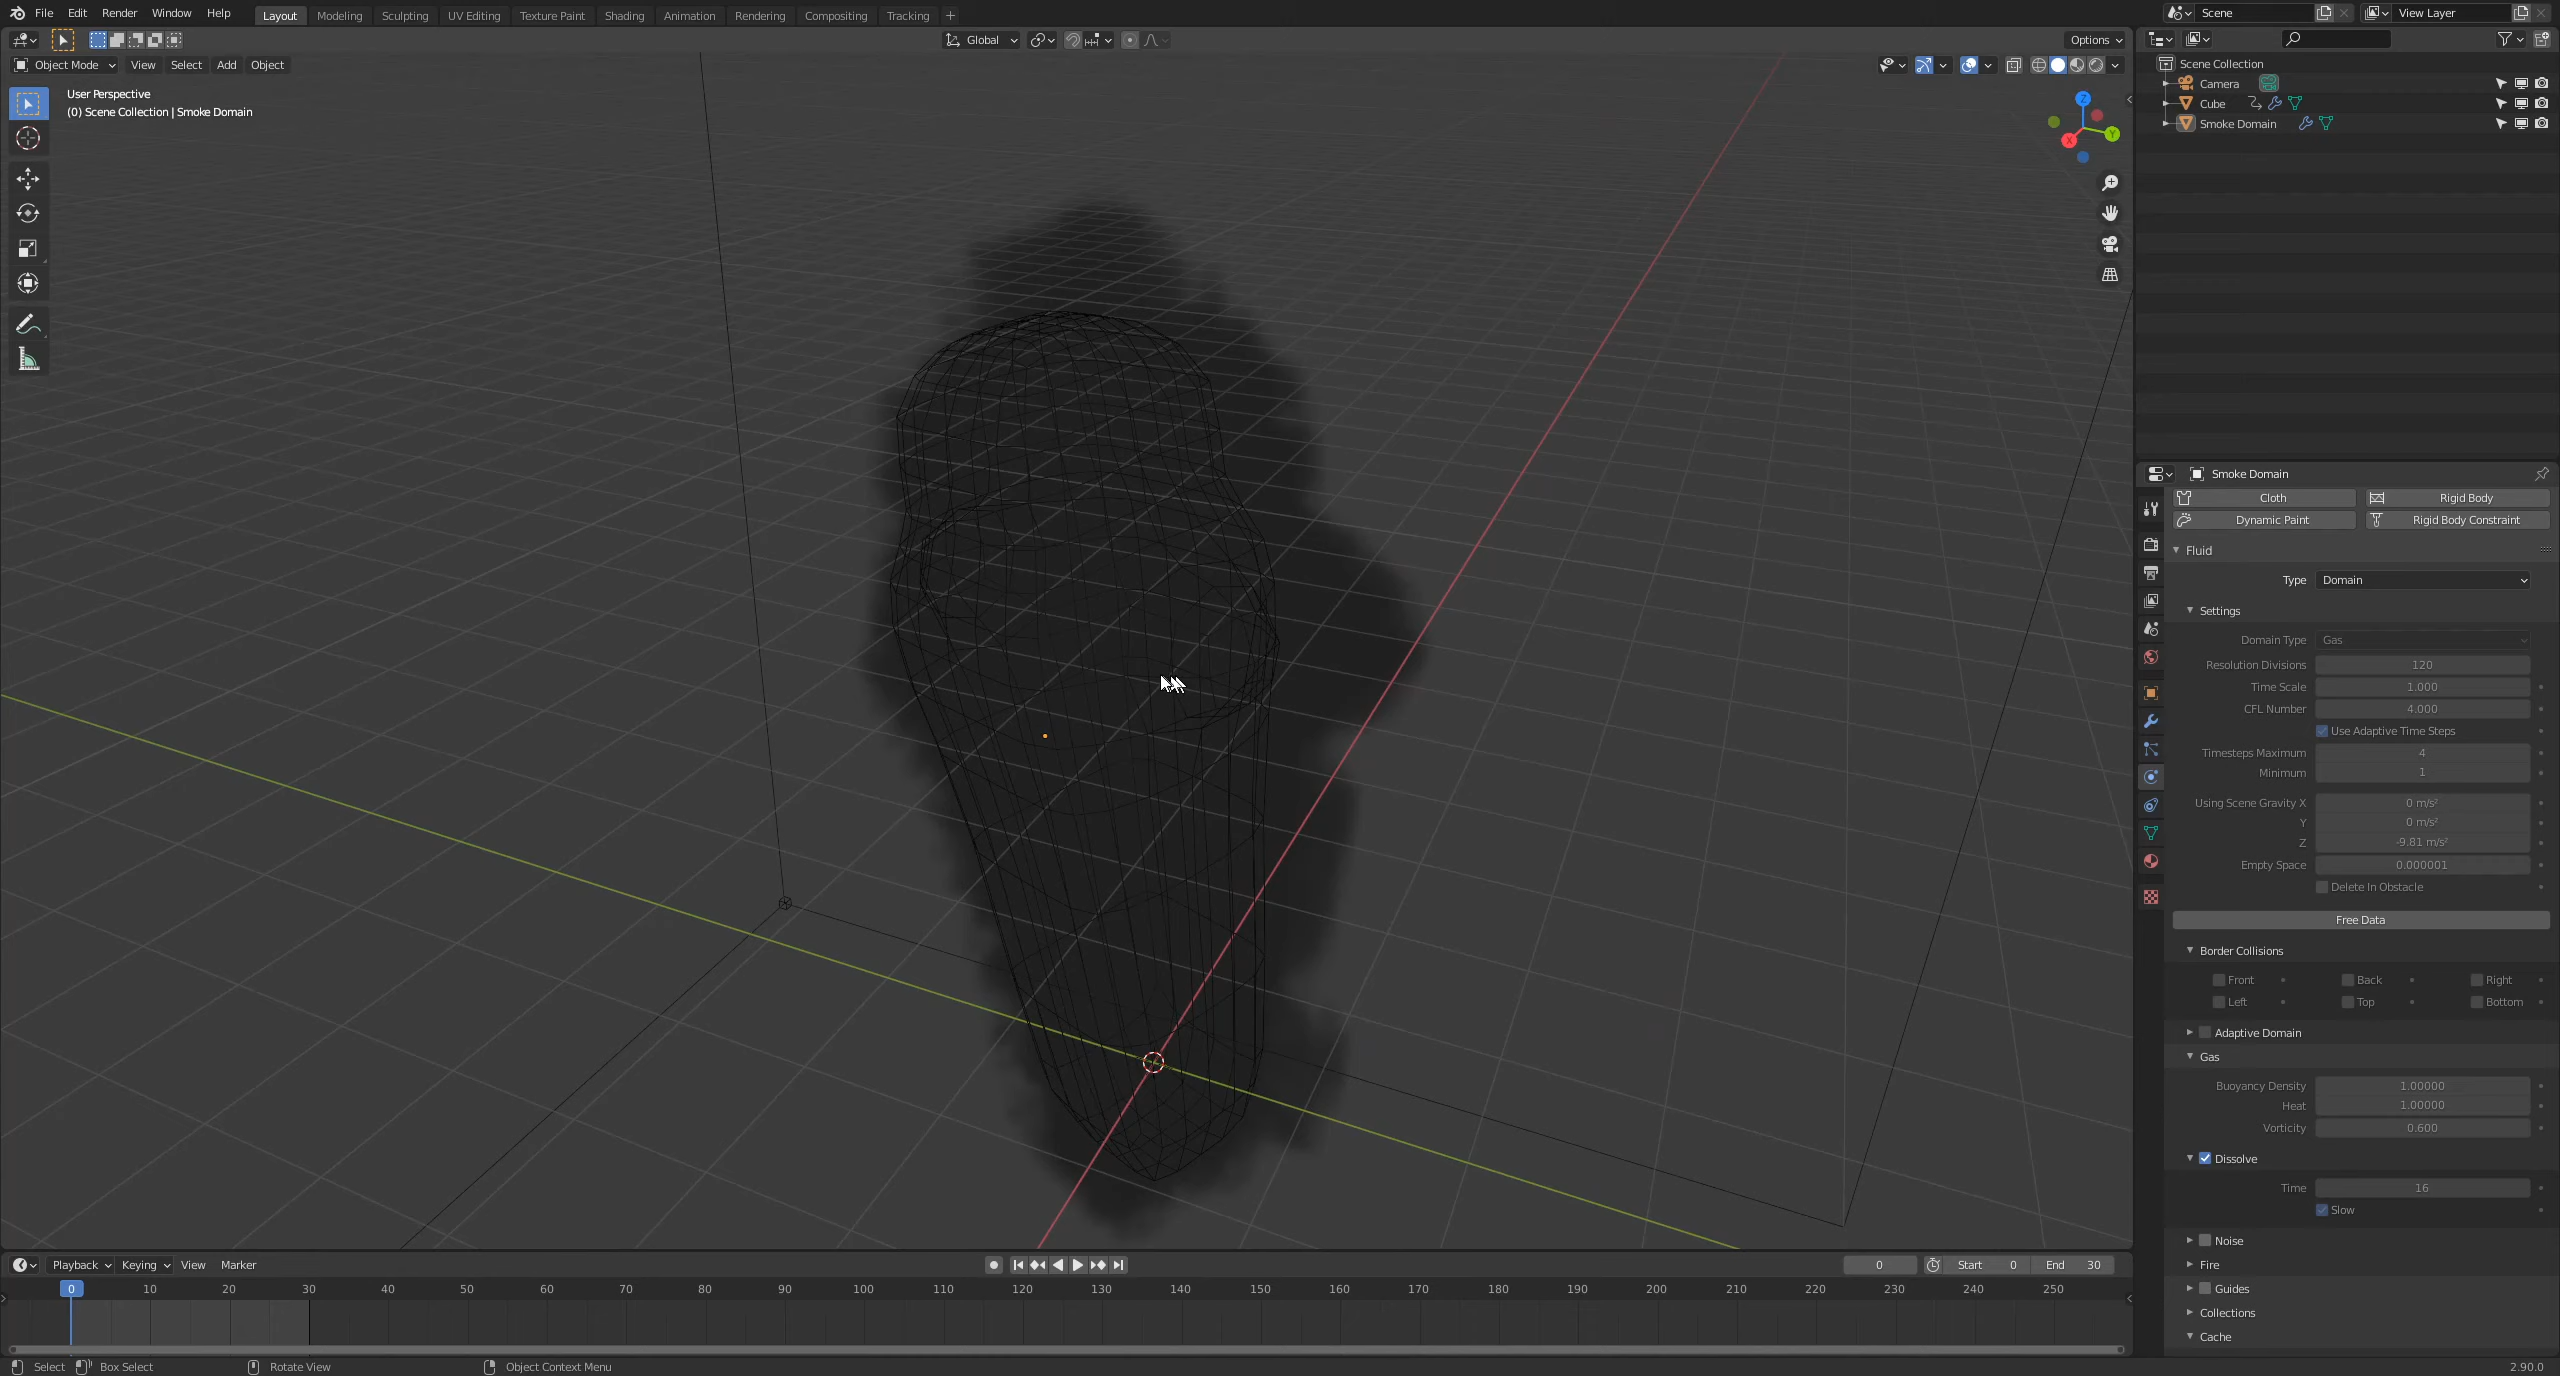 File Edit Render Window Help Layout Modeling Sculpting UV Editing Texture Paint Shading Animation Rendering Compositing Tracking + Scene View Layer
Global Options
Object Mode View Select Add Object
User Perspective
(0) Scene Collection | Smoke Domain
Z
Y
X
Scene Collection
Camera
Cube
Smoke Domain
Smoke Domain
Cloth Rigid Body
Dynamic Paint Rigid Body Constraint
Fluid
Type Domain
Settings
Domain Type Gas
Resolution Divisions 120
Time Scale 1.000
CFL Number 4.000
Use Adaptive Time Steps
Timesteps Maximum 4
Minimum 1
Using Scene Gravity X 0 m/s²
Y 0 m/s²
Z -9.81 m/s²
Empty Space 0.000001
Delete In Obstacle
Free Data
Border Collisions
Front Back Right
Left Top Bottom
Adaptive Domain
Gas
Buoyancy Density 1.00000
Heat 1.00000
Vorticity 0.600
Dissolve
Time 16
Slow
Noise
Fire
Guides
Collections
Cache
Playback Keying View Marker 0 Start 0 End 30
0 10 20 30 40 50 60 70 80 90 100 110 120 130 140 150 160 170 180 190 200 210 220 230 240 250
Select Box Select Rotate View Object Context Menu 2.90.0